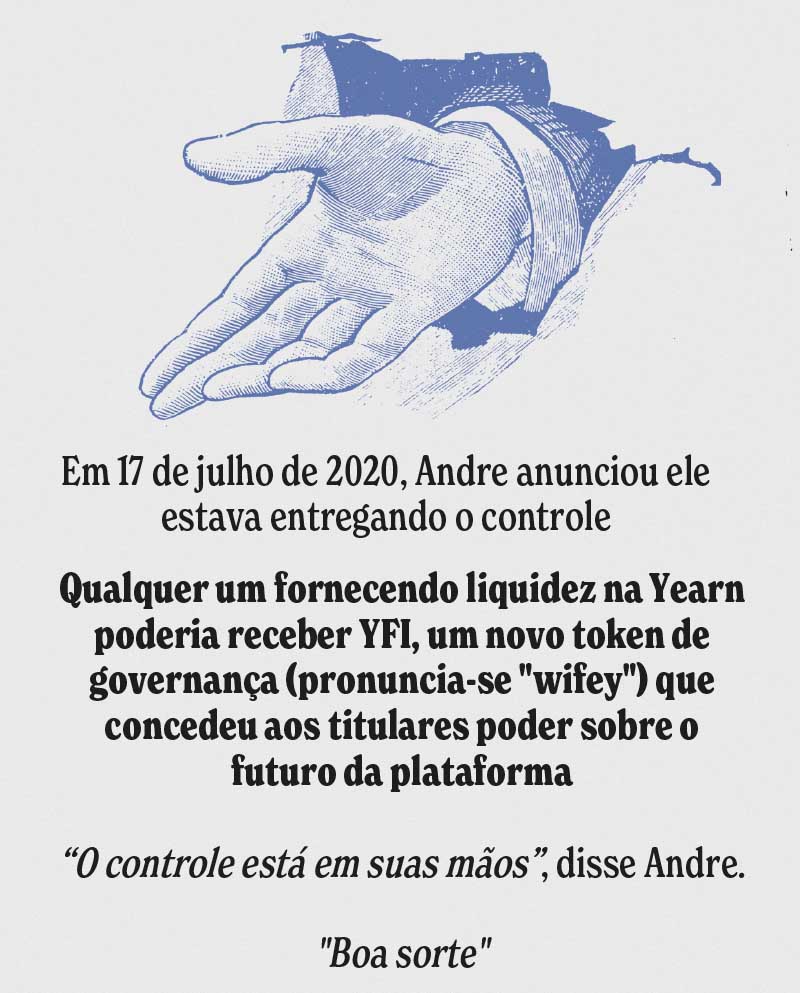 Em 17 de julho de 2020, Andre anunciou ele
estava entregando o controle
Qualquer um fornecendo liquidez na Yearn
poderia receber YFI, um novo token de
governança (pronuncia-se "wifey") que
concedeu aos titulares poder sobre o
futuro da plataforma
“O controle está em suas mãos”, disse Andre.
"Boa sorte"